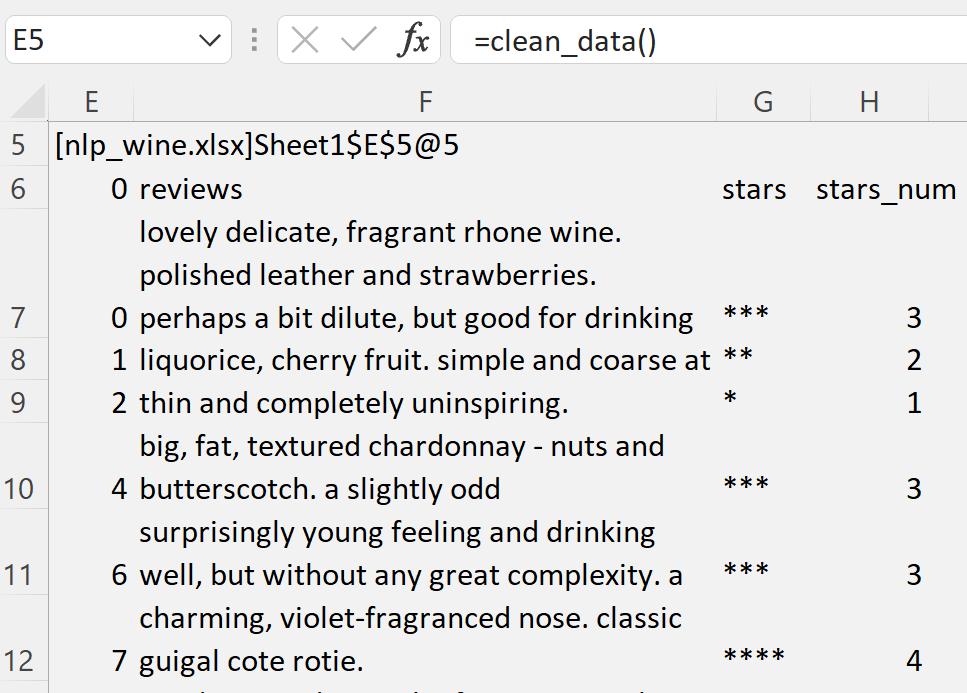 E5 fx =clean_data()
E F G H
5 [nlp_wine.xlsx]Sheet1$E$5@5
6 0 reviews stars stars_num
lovely delicate, fragrant rhone wine.
polished leather and strawberries.
7 0 perhaps a bit dilute, but good for drinking *** 3
8 1 liquorice, cherry fruit. simple and coarse at ** 2
9 2 thin and completely uninspiring. * 1
big, fat, textured chardonnay - nuts and
10 4 butterscotch. a slightly odd *** 3
surprisingly young feeling and drinking
11 6 well, but without any great complexity. a *** 3
charming, violet-fragranced nose. classic
12 7 guigal cote rotie. **** 4